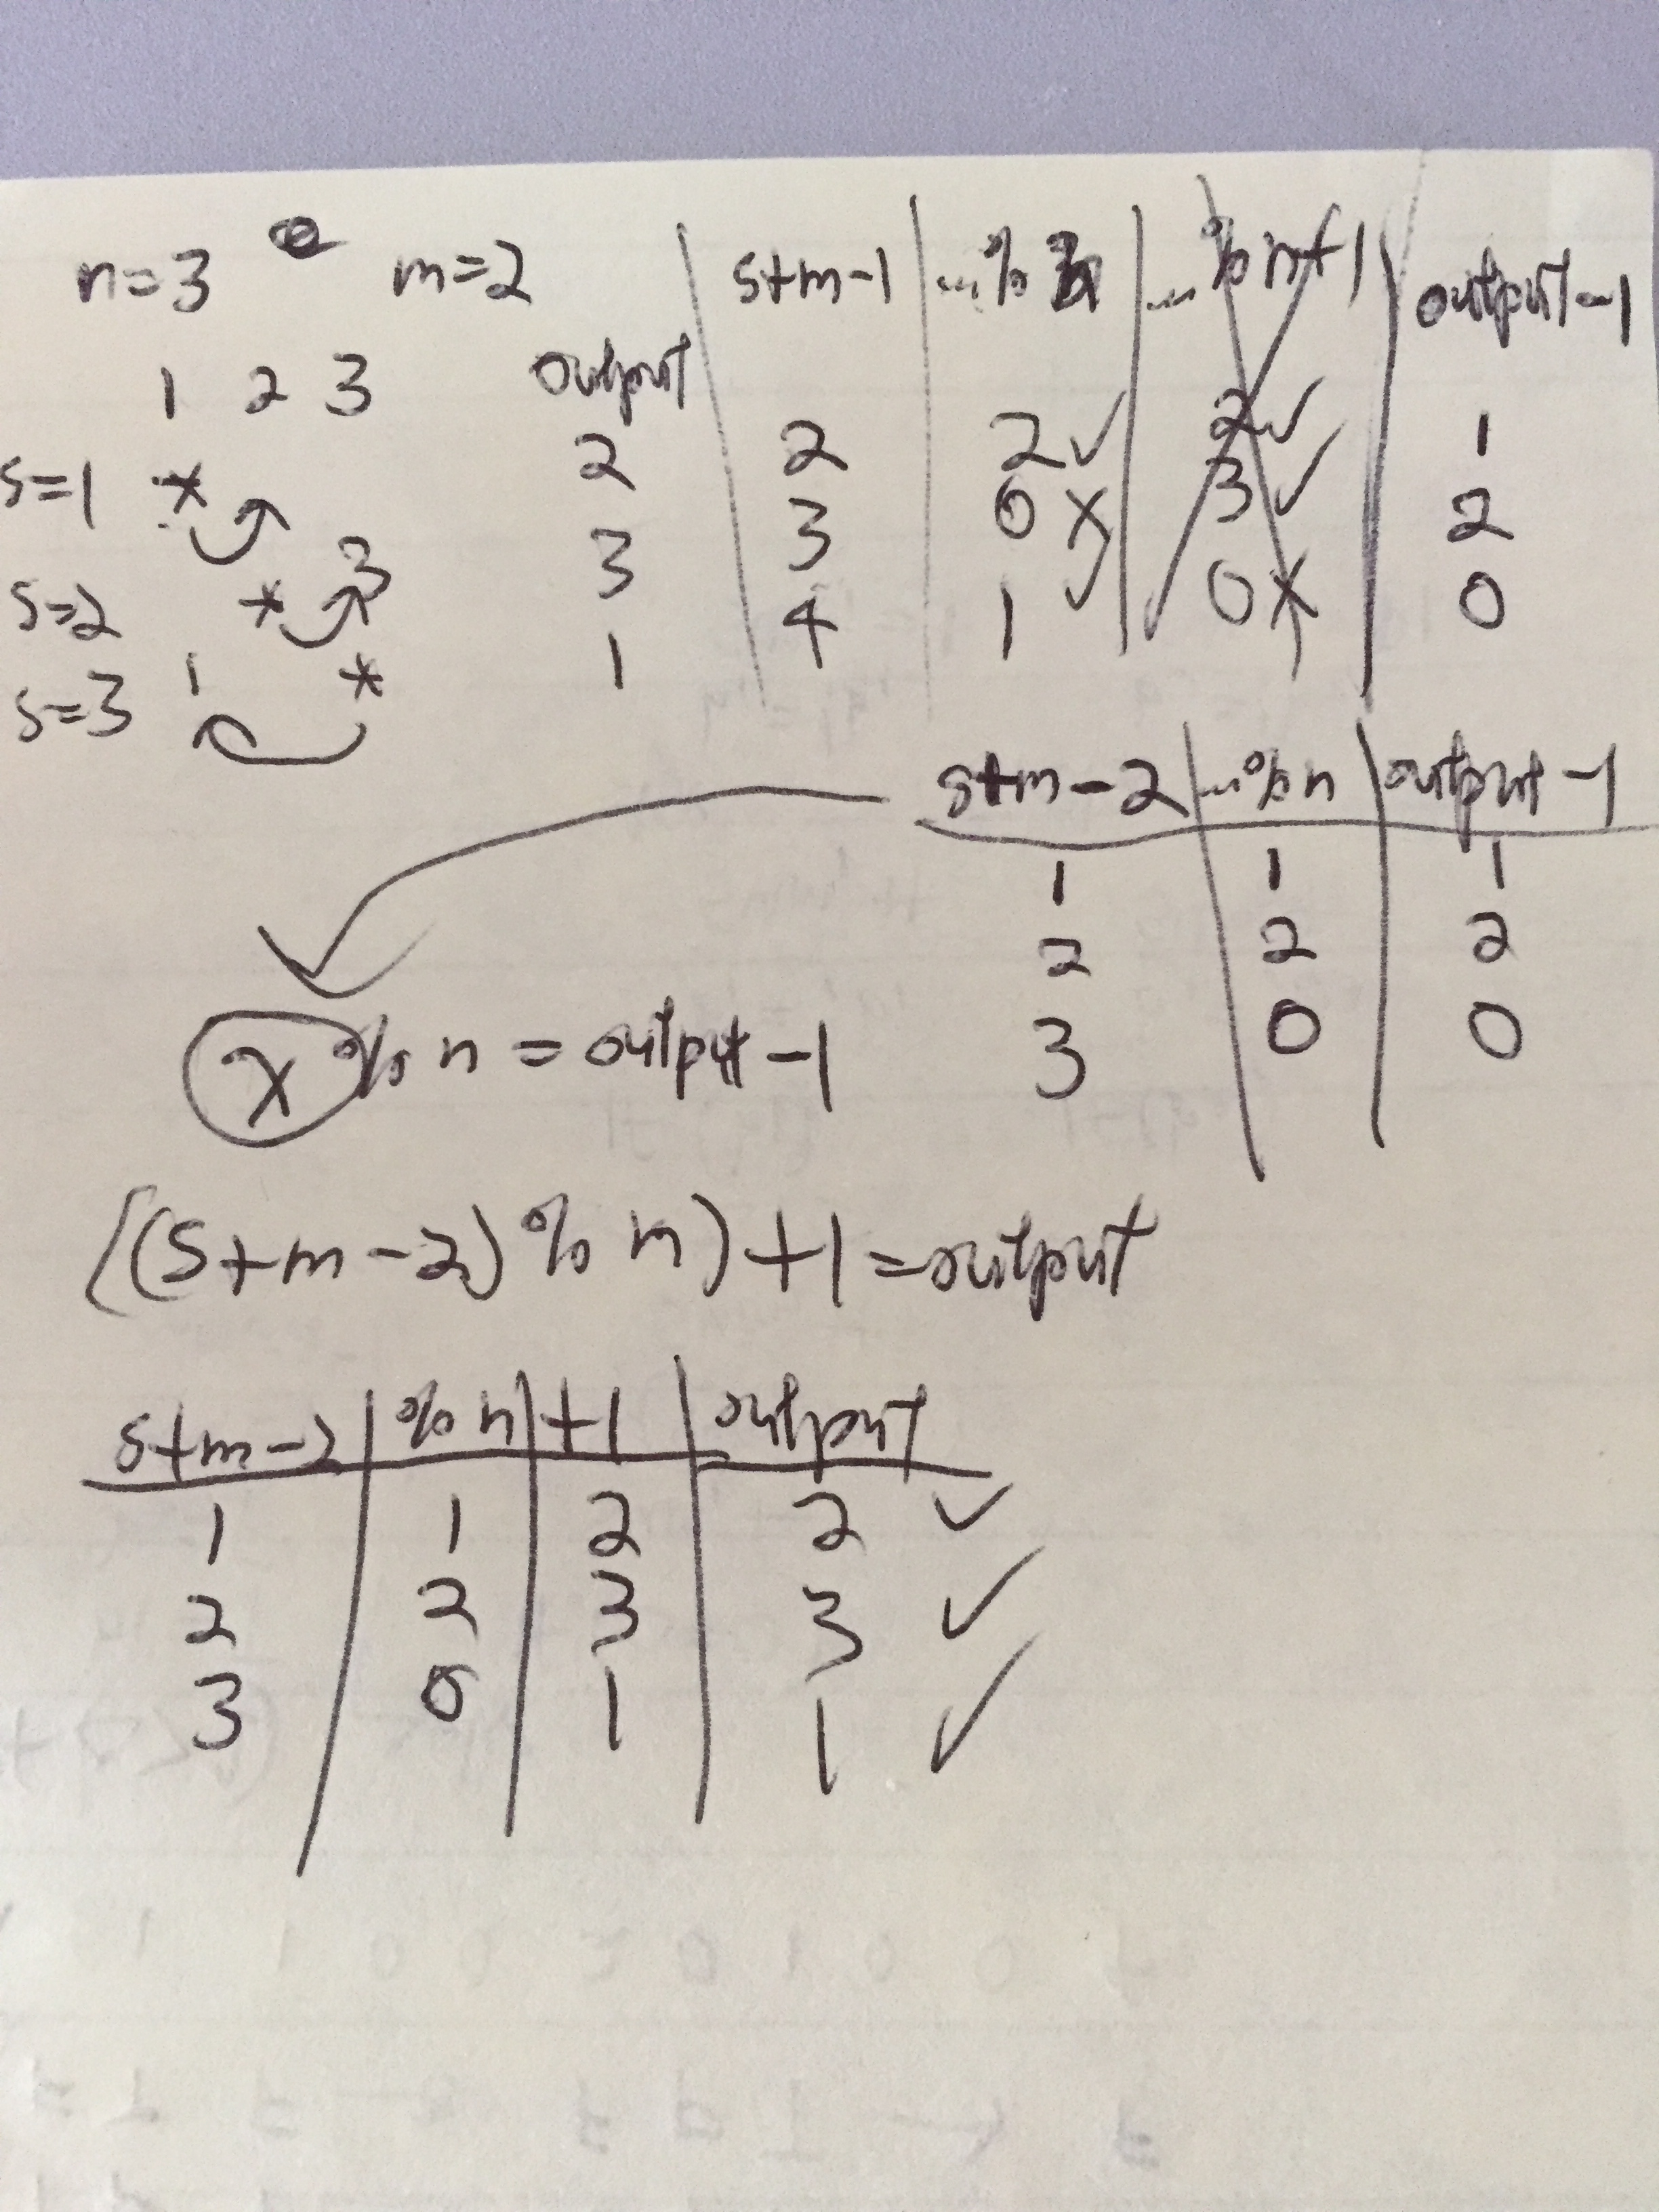 n=3 m=2
s+m-1 ...% n ...% n+1 output-1
1 2 3 output
s=1 * 2 2 2✓ 2✓ 1
s=2 * 3 3 3 0 x 3✓ 2
s=3 1 * 1 4 1✓ 0x 0
s+m-2 ...% n output-1
1 1 1
2 2 2
3 0 0
x % n = output-1
((s+m-2) % n)+1=output
s+m-2 % n +1 output
1 1 2 2 ✓
2 2 3 3 ✓
3 0 1 1 ✓